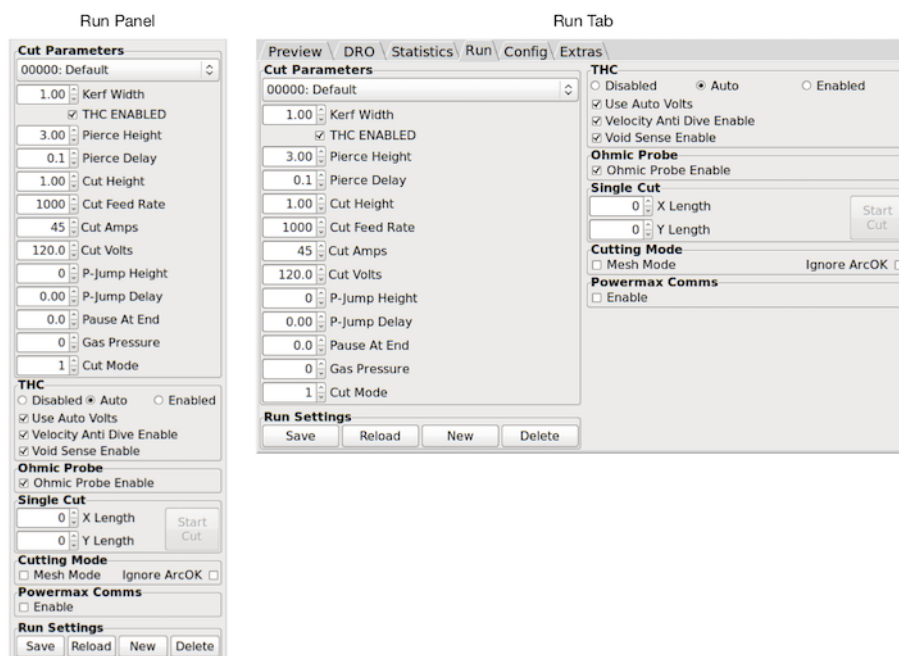 Run Panel
Cut Parameters
00000: Default
1.00 Kerf Width
THC ENABLED
3.00 Pierce Height
0.1 Pierce Delay
1.00 Cut Height
1000 Cut Feed Rate
45 Cut Amps
120.0 Cut Volts
0 P-Jump Height
0.00 P-Jump Delay
0.0 Pause At End
0 Gas Pressure
1 Cut Mode
THC
Disabled Auto Enabled
Use Auto Volts
Velocity Anti Dive Enable
Void Sense Enable
Ohmic Probe
Ohmic Probe Enable
Single Cut
0 X Length
0 Y Length
Start
Cut
Cutting Mode
Mesh Mode Ignore ArcOK
Powermax Comms
Enable
Run Settings
Save Reload New Delete
Run Tab
Preview DRO Statistics Run Config Extras
Cut Parameters
00000: Default
1.00 Kerf Width
THC ENABLED
3.00 Pierce Height
0.1 Pierce Delay
1.00 Cut Height
1000 Cut Feed Rate
45 Cut Amps
120.0 Cut Volts
0 P-Jump Height
0.00 P-Jump Delay
0.0 Pause At End
0 Gas Pressure
1 Cut Mode
Run Settings
Save Reload New Delete
THC
Disabled Auto Enabled
Use Auto Volts
Velocity Anti Dive Enable
Void Sense Enable
Ohmic Probe
Ohmic Probe Enable
Single Cut
0 X Length
0 Y Length
Start
Cut
Cutting Mode
Mesh Mode Ignore ArcOK
Powermax Comms
Enable